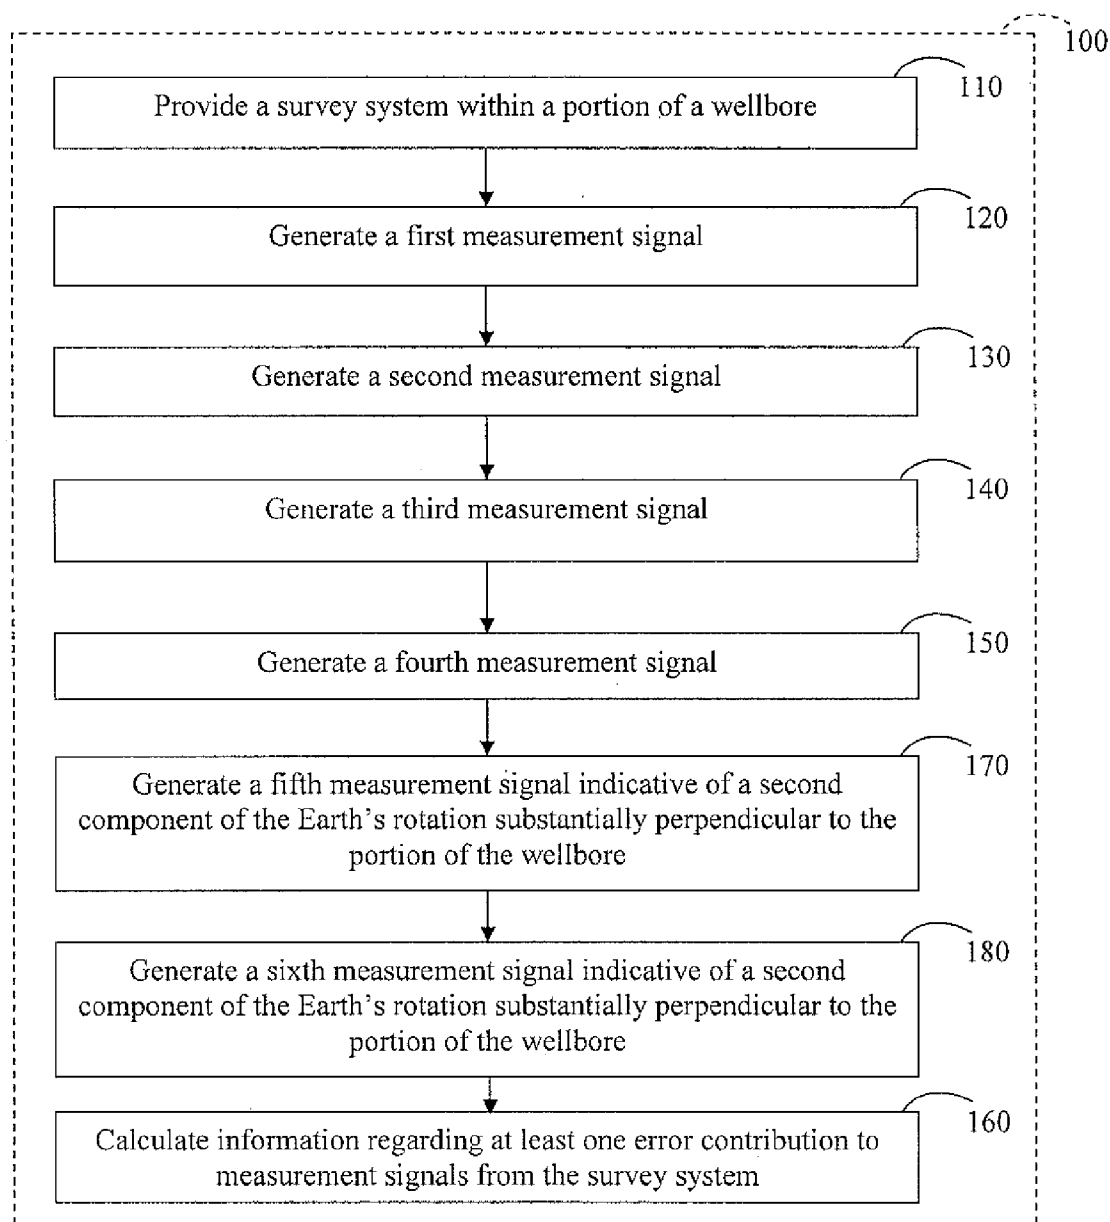 100
110
Provide a survey system within a portion of a wellbore
120
Generate a first measurement signal
130
Generate a second measurement signal
140
Generate a third measurement signal
150
Generate a fourth measurement signal
170
Generate a fifth measurement signal indicative of a second
component of the Earth's rotation substantially perpendicular to the
portion of the wellbore
180
Generate a sixth measurement signal indicative of a second
component of the Earth's rotation substantially perpendicular to the
portion of the wellbore
160
Calculate information regarding at least one error contribution to
measurement signals from the survey system